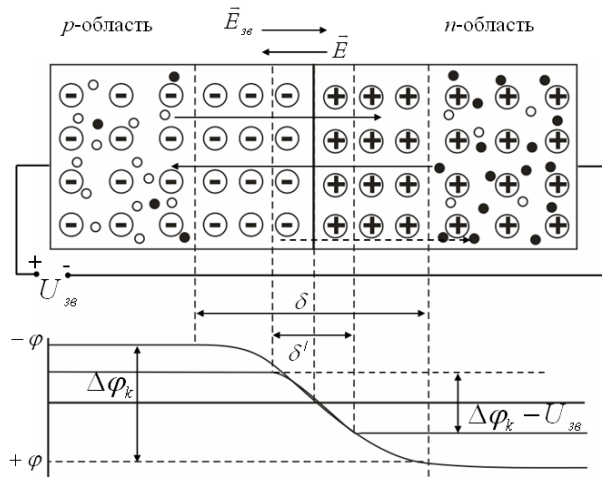 p-область E⃗зв n-область
E⃗
+ -
Uзв
δ
δ′
- φ
Δφk
Δφk - Uзв
+ φ